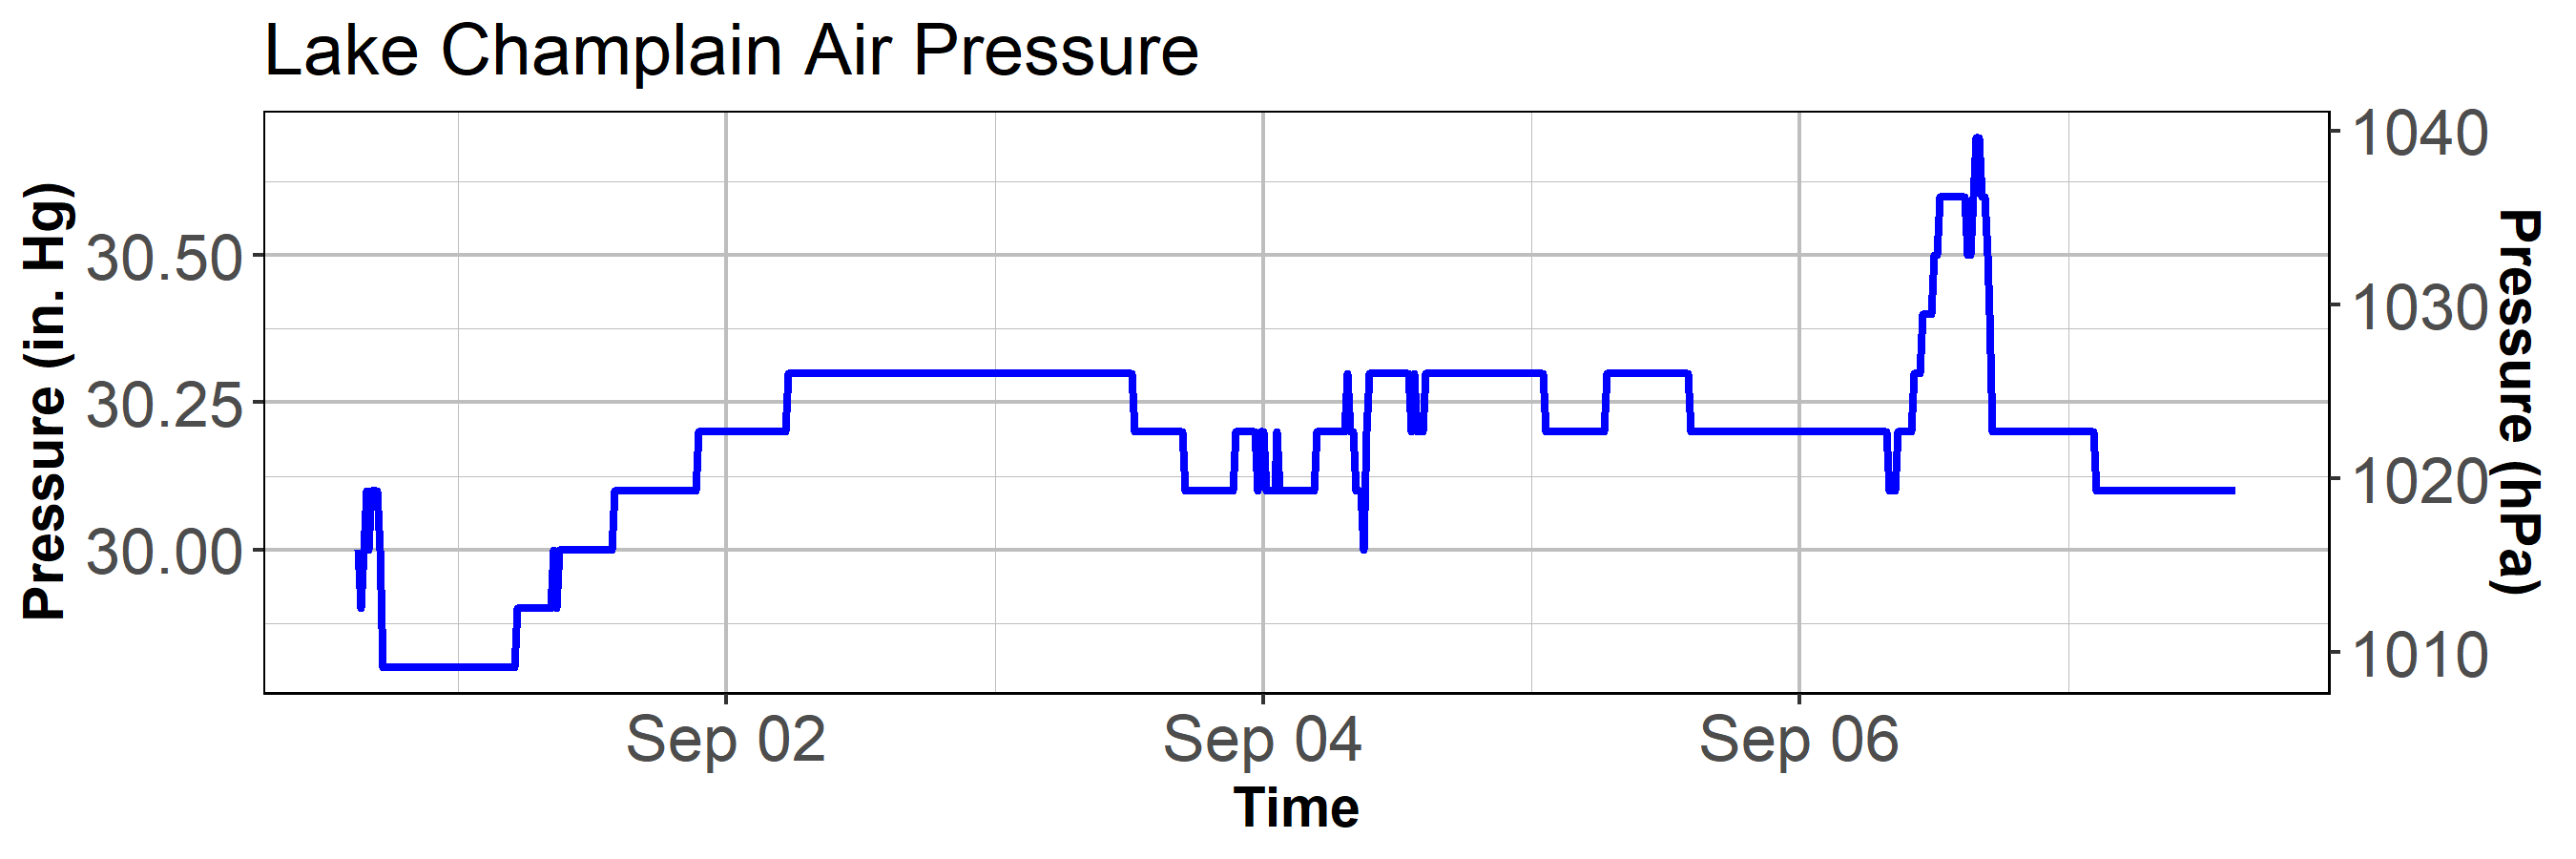 Lake Champlain Air Pressure
Pressure (in. Hg)
30.50
30.25
30.00
1040
1030
1020
1010
Pressure (hPa)
Sep 02 Sep 04 Sep 06
Time